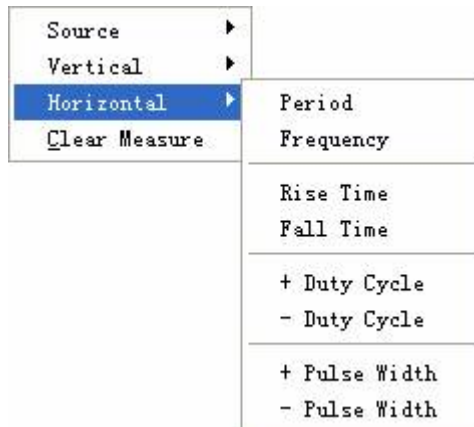 Source
Vertical
Horizontal
Clear Measure
Period
Frequency
Rise Time
Fall Time
+ Duty Cycle
- Duty Cycle
+ Pulse Width
- Pulse Width